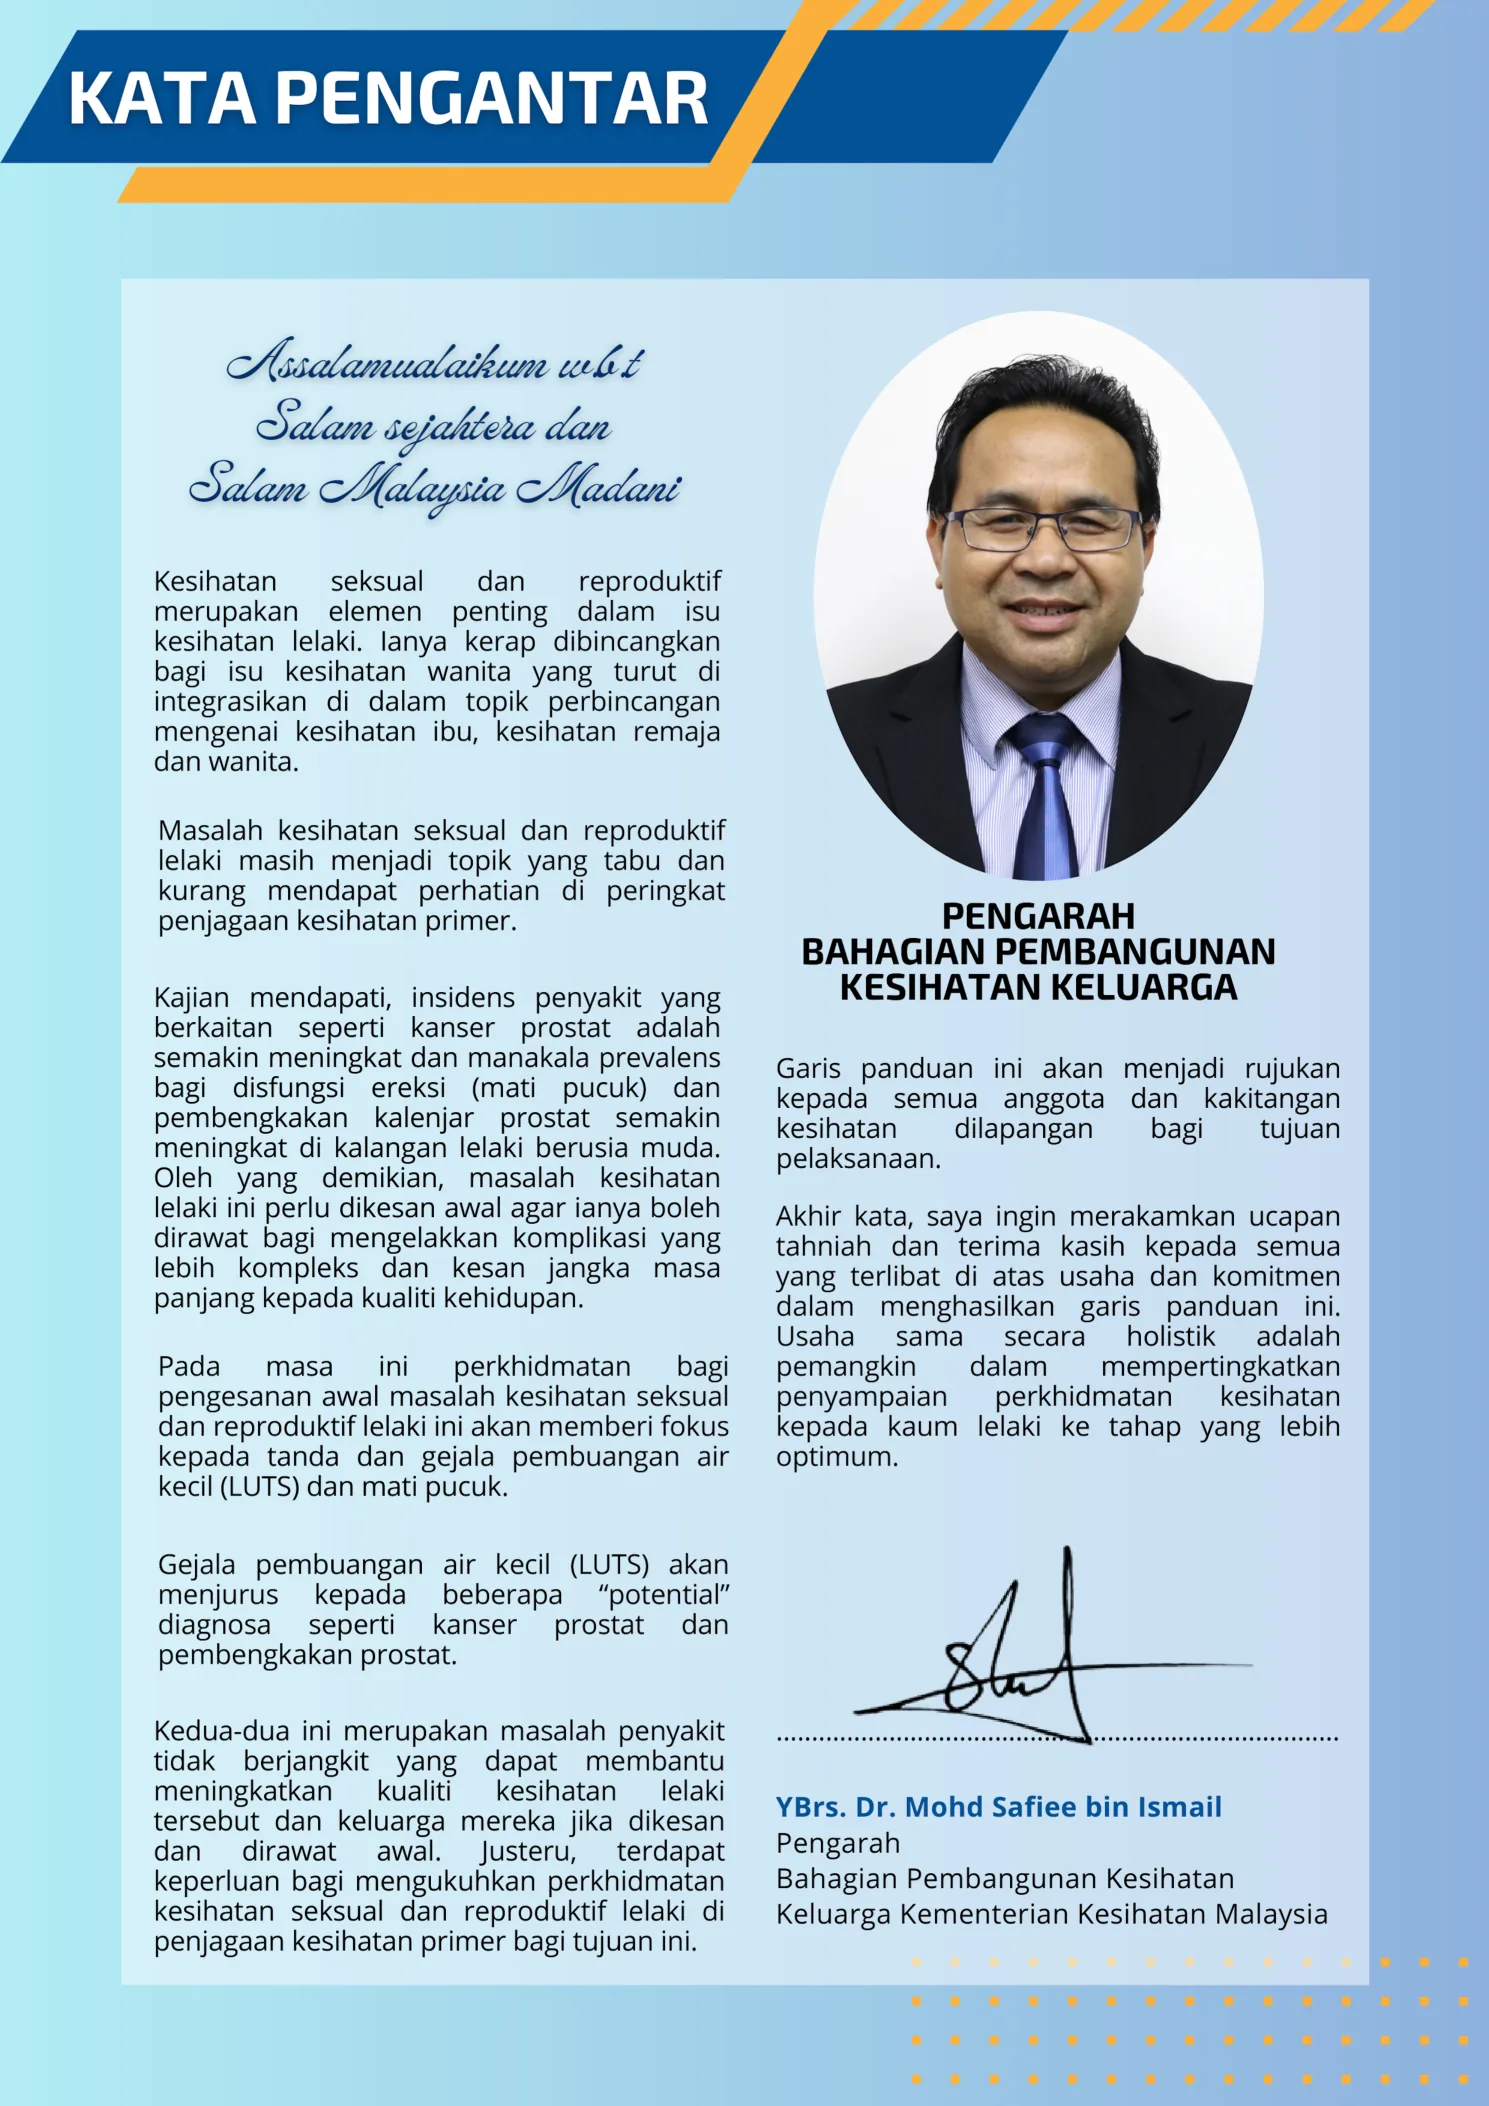 KATA PENGANTAR
Assalamualaikum wbt
Salam sejahtera dan
Salam Malaysia Madani
Kesihatan seksual dan reproduktif
merupakan elemen penting dalam isu
kesihatan lelaki. Ianya kerap dibincangkan
bagi isu kesihatan wanita yang turut di
integrasikan di dalam topik perbincangan
mengenai kesihatan ibu, kesihatan remaja
dan wanita.
Masalah kesihatan seksual dan reproduktif
lelaki masih menjadi topik yang tabu dan
kurang mendapat perhatian di peringkat
penjagaan kesihatan primer.
Kajian mendapati, insidens penyakit yang
berkaitan seperti kanser prostat adalah
semakin meningkat dan manakala prevalens
bagi disfungsi ereksi (mati pucuk) dan
pembengkakan kalenjar prostat semakin
meningkat di kalangan lelaki berusia muda.
Oleh yang demikian, masalah kesihatan
lelaki ini perlu dikesan awal agar ianya boleh
dirawat bagi mengelakkan komplikasi yang
lebih kompleks dan kesan jangka masa
panjang kepada kualiti kehidupan.
Pada masa ini perkhidmatan bagi
pengesanan awal masalah kesihatan seksual
dan reproduktif lelaki ini akan memberi fokus
kepada tanda dan gejala pembuangan air
kecil (LUTS) dan mati pucuk.
Gejala pembuangan air kecil (LUTS) akan
menjurus kepada beberapa “potential”
diagnosa seperti kanser prostat dan
pembengkakan prostat.
Kedua-dua ini merupakan masalah penyakit
tidak berjangkit yang dapat membantu
meningkatkan kualiti kesihatan lelaki
tersebut dan keluarga mereka jika dikesan
dan dirawat awal. Justeru, terdapat
keperluan bagi mengukuhkan perkhidmatan
kesihatan seksual dan reproduktif lelaki di
penjagaan kesihatan primer bagi tujuan ini.
PENGARAH
BAHAGIAN PEMBANGUNAN
KESIHATAN KELUARGA
Garis panduan ini akan menjadi rujukan
kepada semua anggota dan kakitangan
kesihatan dilapangan bagi tujuan
pelaksanaan.
Akhir kata, saya ingin merakamkan ucapan
tahniah dan terima kasih kepada semua
yang terlibat di atas usaha dan komitmen
dalam menghasilkan garis panduan ini.
Usaha sama secara holistik adalah
pemangkin dalam mempertingkatkan
penyampaian perkhidmatan kesihatan
kepada kaum lelaki ke tahap yang lebih
optimum.
YBrs. Dr. Mohd Safiee bin Ismail
Pengarah
Bahagian Pembangunan Kesihatan
Keluarga Kementerian Kesihatan Malaysia